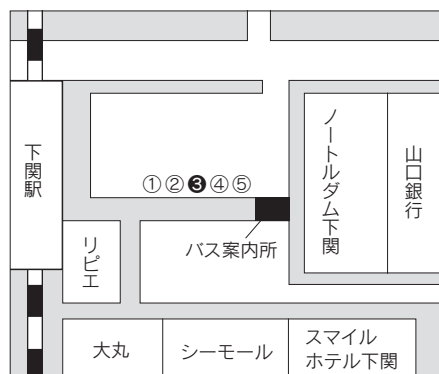 下関駅
①②❸④⑤
バス案内所
ノートルダム下関
山口銀行
リピエ
大丸
シーモール
スマイル
ホテル下関